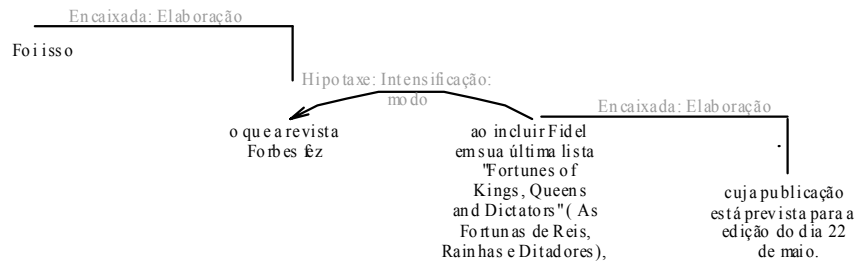 Encaixada: Elaboração
Foi isso
Hipotaxe: Intensificação:
modo
Encaixada: Elaboração
o que a revista
Forbes fez
ao incluir Fidel
em sua última lista
"Fortunes of
Kings, Queens
and Dictators" ( As
Fortunas de Reis,
Rainhas e Ditadores),
.
cuja publicação
está prevista para a
edição do dia 22
de maio.